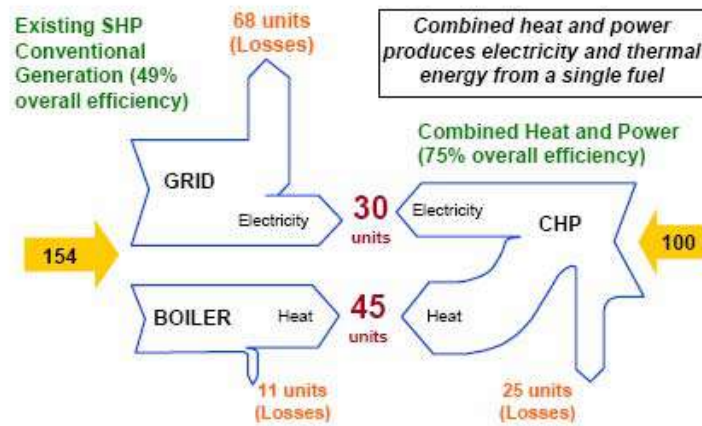 Existing SHP
Conventional
Generation (49%
overall efficiency)
68 units
(Losses)
Combined heat and power
produces electricity and thermal
energy from a single fuel
Combined Heat and Power
(75% overall efficiency)
GRID
Electricity
30
units
Electricity
CHP
154
100
BOILER
Heat
45
units
Heat
11 units
(Losses)
25 units
(Losses)